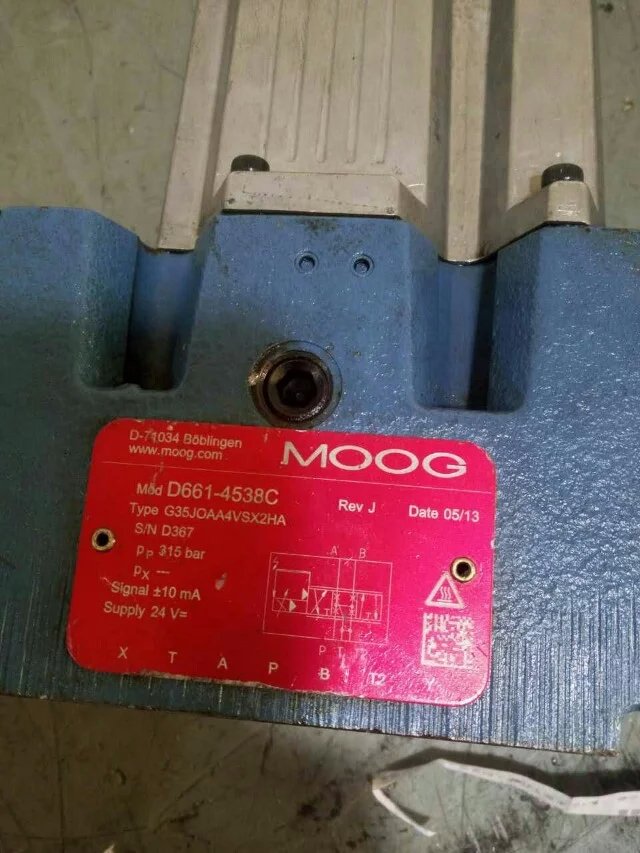 D-71034 Böblingen
www.moog.com
MOOG
Mod D661-4538C
Rev J Date 05/13
Type G35JOAA4VSX2HA
S/N D367
pP 315 bar
pX ---
Signal ±10 mA
Supply 24 V=
A B
P T
X T A P B T2 Y